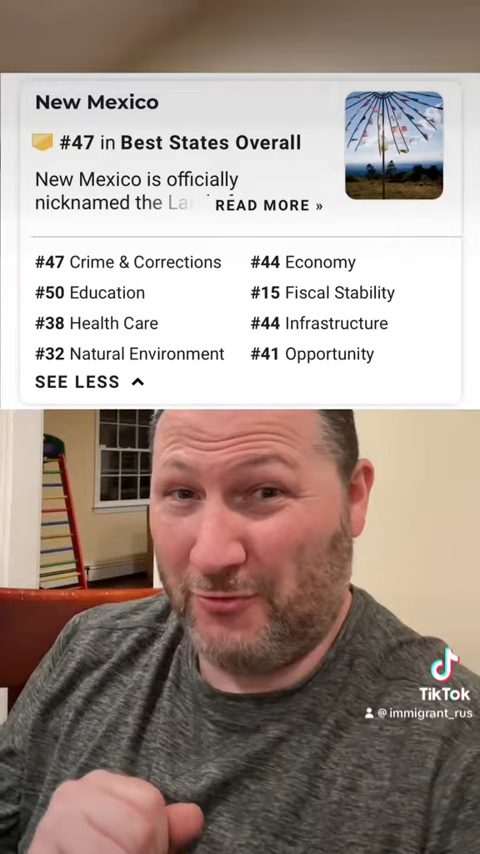 New Mexico
#47 in Best States Overall
New Mexico is officially
nicknamed the READ MORE »
#47 Crime & Corrections
#50 Education
#38 Health Care
#32 Natural Environment
#44 Economy
#15 Fiscal Stability
#44 Infrastructure
#41 Opportunity
SEE LESS
TikTok
@immigrant_rus